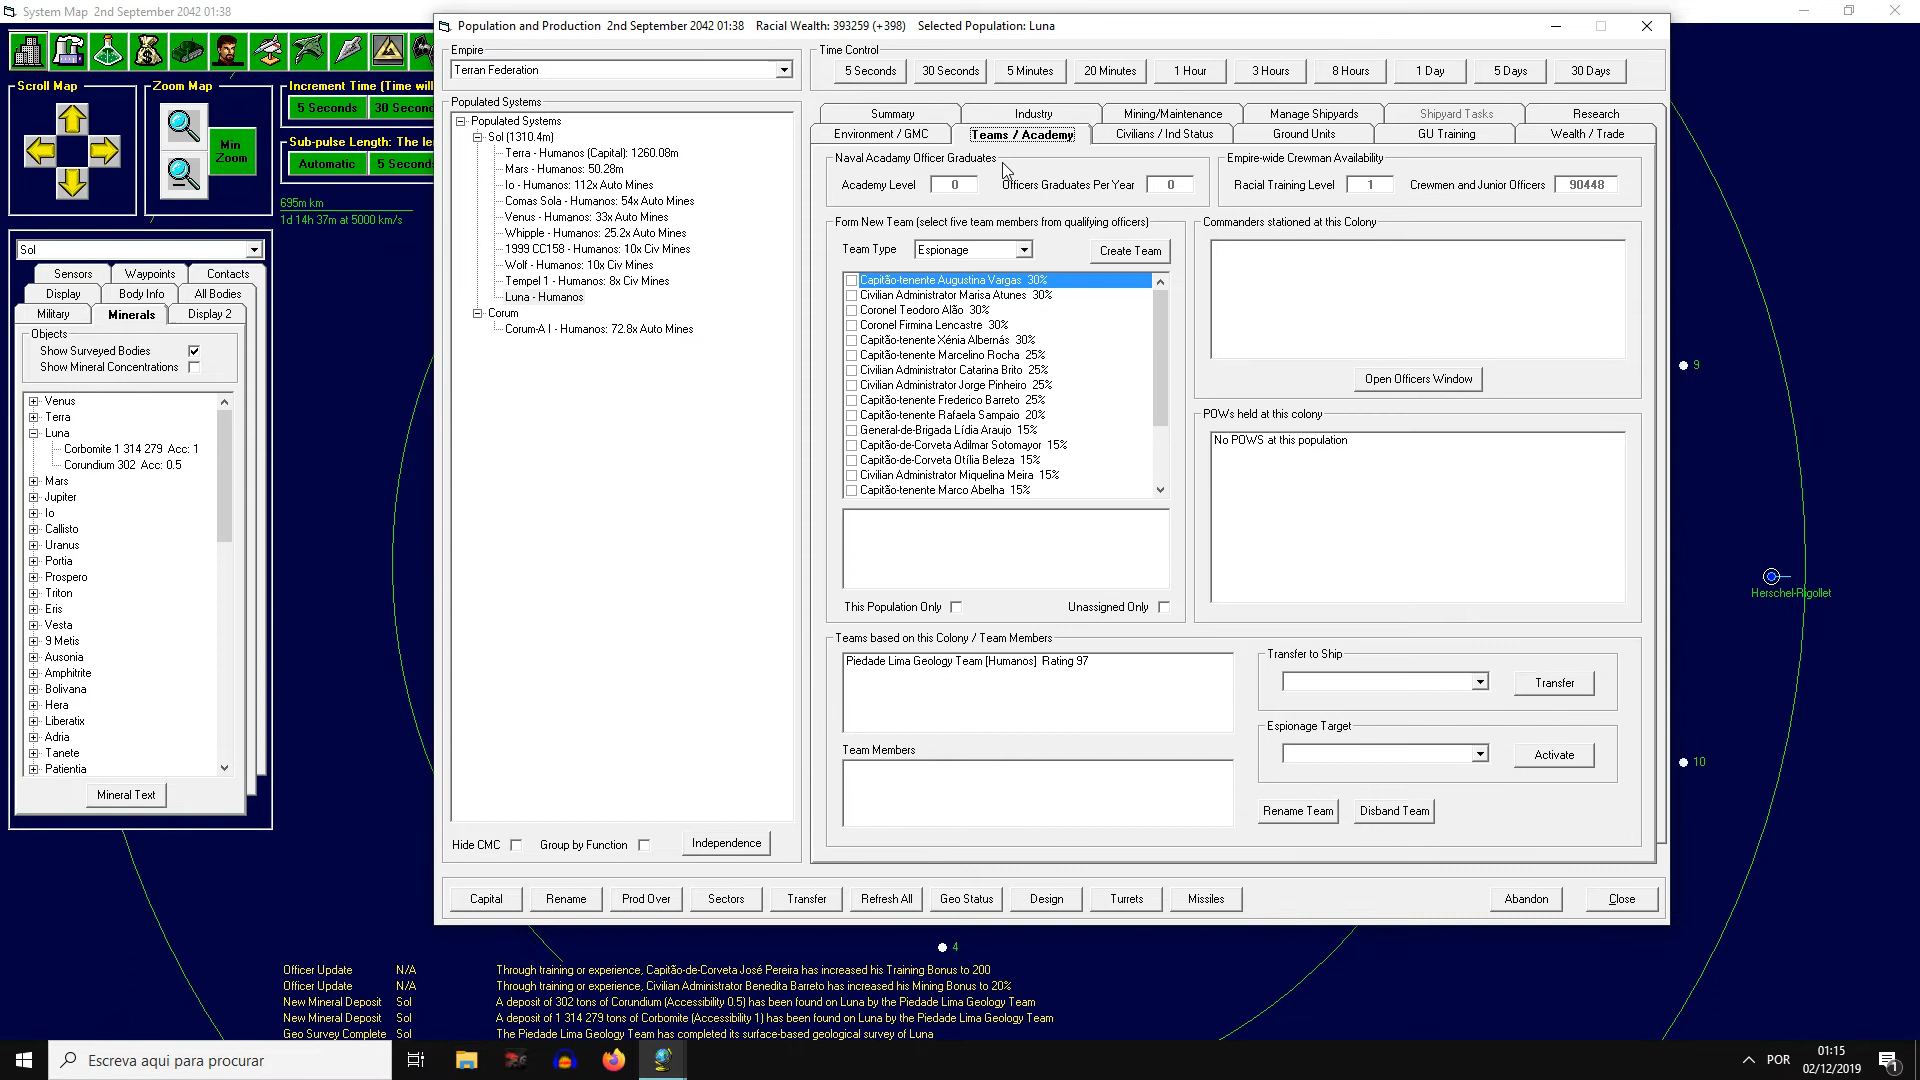 System Map  2nd September 2042 01:38
Scroll Map
Zoom Map
Min Zoom
Increment Time (Time will
5 Seconds
30 Secon
Sub-pulse Length: The le
Automatic
5 Second
695m km
1d 14h 37m at 5000 km/s
Sol
Sensors
Waypoints
Contacts
Display
Body Info
All Bodies
Military
Minerals
Display 2
Objects
Show Surveyed Bodies
Show Mineral Concentrations
Venus
Terra
Luna
Corbomite 1 314 279  Acc: 1
Corundium 302  Acc: 0.5
Mars
Jupiter
Io
Callisto
Uranus
Portia
Prospero
Triton
Eris
Vesta
9 Metis
Ausonia
Amphitrite
Bolivana
Hera
Liberatix
Adria
Tanete
Patientia
Mineral Text
Population and Production  2nd September 2042 01:38    Racial Wealth: 393259 (+398)    Selected Population: Luna
Empire
Terran Federation
Populated Systems
Populated Systems
Sol (1310.4m)
Terra - Humanos (Capital): 1260.08m
Mars - Humanos: 50.28m
Io - Humanos: 112x Auto Mines
Comas Sola - Humanos: 54x Auto Mines
Venus - Humanos: 33x Auto Mines
Whipple - Humanos: 25.2x Auto Mines
1999 CC158 - Humanos: 10x Civ Mines
Wolf - Humanos: 10x Civ Mines
Tempel 1 - Humanos: 8x Civ Mines
Luna - Humanos
Corum
Corum-A I - Humanos: 72.8x Auto Mines
Hide CMC
Group by Function
Independence
Time Control
5 Seconds
30 Seconds
5 Minutes
20 Minutes
1 Hour
3 Hours
8 Hours
1 Day
5 Days
30 Days
Summary
Industry
Mining/Maintenance
Manage Shipyards
Shipyard Tasks
Research
Environment / GMC
Teams / Academy
Civilians / Ind Status
Ground Units
GU Training
Wealth / Trade
Naval Acadamy Officer Graduates
Academy Level
0
Officers Graduates Per Year
0
Empire-wide Crewman Availability
Racial Training Level
1
Crewmen and Junior Officers
90448
Form New Team (select five team members from qualifying officers)
Team Type
Espionage
Create Team
Capitão-tenente Augustina Vargas  30%
Civilian Administrator Marisa Atunes  30%
Coronel Teodoro Alão  30%
Coronel Firmina Lencastre  30%
Capitão-tenente Xénia Albernás  30%
Capitão-tenente Marcelino Rocha  25%
Civilian Administrator Catarina Brito  25%
Civilian Administrator Jorge Pinheiro  25%
Capitão-tenente Frederico Barreto  25%
Capitão-tenente Rafaela Sampaio  20%
General-de-Brigada Lídia Araujo  15%
Capitão-de-Corveta Adilmar Sotomayor  15%
Capitão-de-Corveta Otília Beleza  15%
Civilian Administrator Miquelina Meira  15%
Capitão-tenente Marco Abelha  15%
This Population Only
Unassigned Only
Commanders stationed at this Colony
Open Officers Window
POWs held at this colony
No POWS at this population
Teams based on this Colony / Team Members
Piedade Lima Geology Team [Humanos]  Rating 97
Team Members
Transfer to Ship
Transfer
Espionage Target
Activate
Rename Team
Disband Team
Capital
Rename
Prod Over
Sectors
Transfer
Refresh All
Geo Status
Design
Turrets
Missiles
Abandon
Close
9
Herschel-Rigollet
10
4
Officer Update    N/A    Through training or experience, Capitão-de-Corveta José Pereira has increased his Training Bonus to 200
Officer Update    N/A    Through training or experience, Civilian Administrator Benedita Barreto has increased his Mining Bonus to 20%
New Mineral Deposit    Sol    A deposit of 302 tons of Corundium (Accessibility 0.5) has been found on Luna by the Piedade Lima Geology Team
New Mineral Deposit    Sol    A deposit of 1 314 279 tons of Corbomite (Accessibility 1) has been found on Luna by the Piedade Lima Geology Team
Geo Survey Complete    Sol    The Piedade Lima Geology Team has completed its surface-based geological survey of Luna
Escreva aqui para procurar
POR
01:15
02/12/2019
1